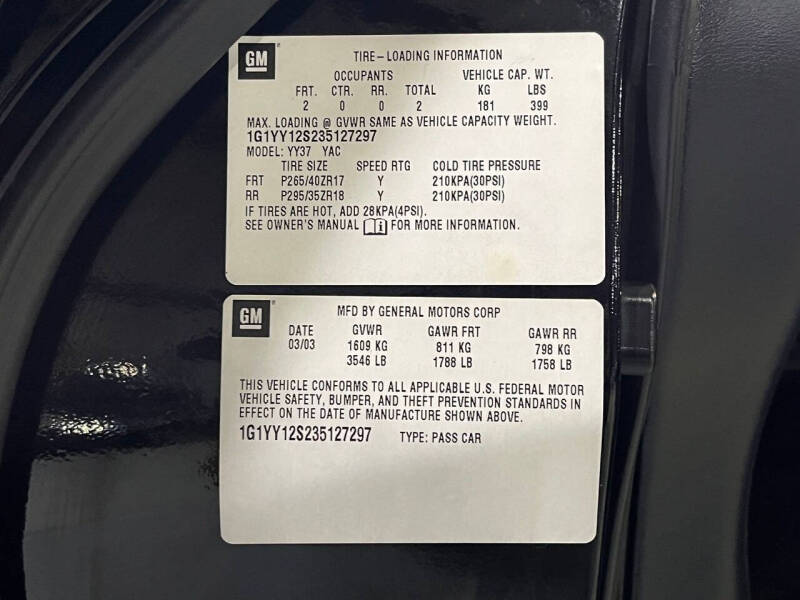 GM
TIRE-LOADING INFORMATION
OCCUPANTS VEHICLE CAP. WT.
FRT. CTR. RR. TOTAL KG LBS
2 0 0 2 181 399
MAX. LOADING @ GVWR SAME AS VEHICLE CAPACITY WEIGHT.
1G1YY12S235127297
MODEL: YY37 YAC
TIRE SIZE SPEED RTG COLD TIRE PRESSURE
FRT P265/40ZR17 Y 210KPA(30PSI)
RR P295/35ZR18 Y 210KPA(30PSI)
IF TIRES ARE HOT, ADD 28KPA(4PSI).
SEE OWNER'S MANUAL i FOR MORE INFORMATION.
GM
MFD BY GENERAL MOTORS CORP
DATE GVWR GAWR FRT GAWR RR
03/03 1609 KG 811 KG 798 KG
3546 LB 1788 LB 1758 LB
THIS VEHICLE CONFORMS TO ALL APPLICABLE U.S. FEDERAL MOTOR
VEHICLE SAFETY, BUMPER, AND THEFT PREVENTION STANDARDS IN
EFFECT ON THE DATE OF MANUFACTURE SHOWN ABOVE.
1G1YY12S235127297 TYPE: PASS CAR